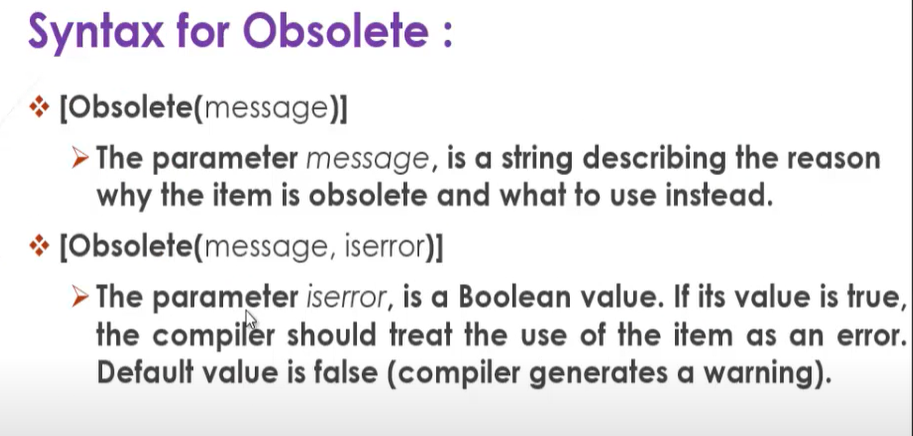 Syntax for Obsolete :
[Obsolete(message)]
The parameter message, is a string describing the reason
why the item is obsolete and what to use instead.
[Obsolete(message, iserror)]
The parameter iserror, is a Boolean value. If its value is true,
the compiler should treat the use of the item as an error.
Default value is false (compiler generates a warning).